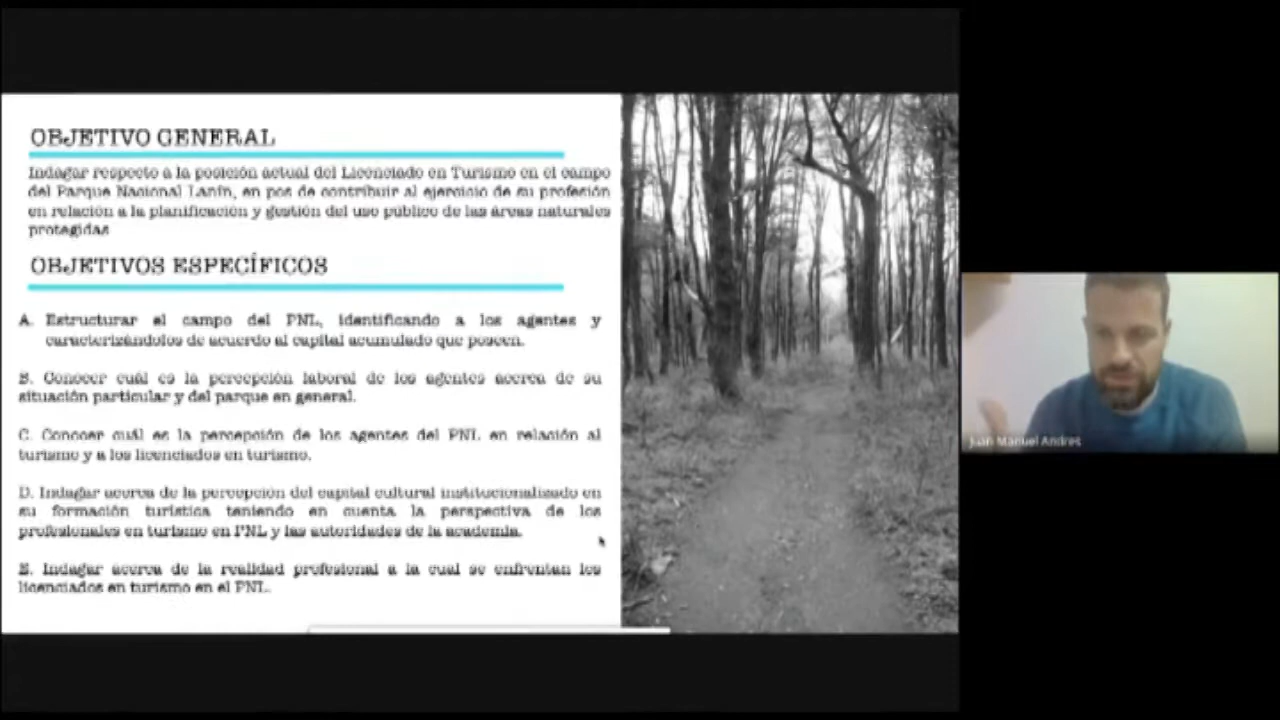 OBJETIVO GENERAL
Indagar respecto a la posición actual del Licenciado en Turismo en el campo
del Parque Nacional Lanín, en pos de contribuir al ejercicio de su profesión
en relación a la planificación y gestión del uso público de las áreas naturales
protegidas
OBJETIVOS ESPECÍFICOS
A. Estructurar el campo del PNL, identificando a los agentes y
caracterizándolos de acuerdo al capital acumulado que poseen.
B. Conocer cuál es la percepción laboral de los agentes acerca de su
situación particular y del parque en general.
C. Conocer cuál es la percepción de los agentes del PNL en relación al
turismo y a los licenciados en turismo.
D. Indagar acerca de la percepción del capital cultural institucionalizado en
su formación turística teniendo en cuenta la perspectiva de los
profesionales en turismo en PNL y las autoridades de la academia.
E. Indagar acerca de la realidad profesional a la cual se enfrentan los
licenciados en turismo en el PNL.
Juan Manuel Andres